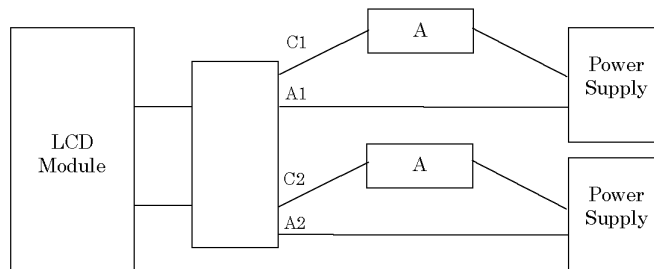 LCD
Module
C1
A1
C2
A2
A
A
Power
Supply
Power
Supply